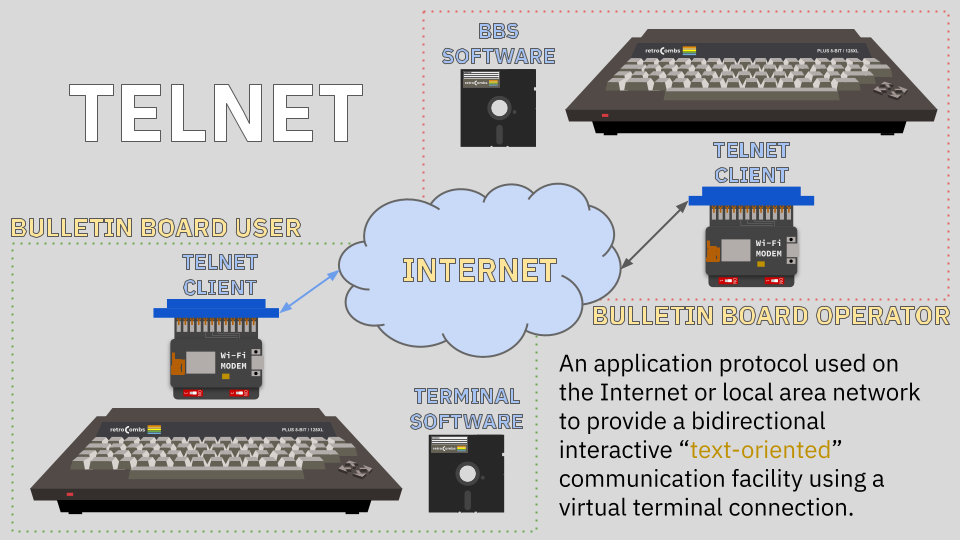 TELNET
BBS
SOFTWARE
retroCombs
retroCombs
PLUS 8-BIT / 128XL
TELNET
CLIENT
Wi-Fi
MODEM
BULLETIN BOARD OPERATOR
INTERNET
BULLETIN BOARD USER
TELNET
CLIENT
Wi-Fi
MODEM
retroCombs
PLUS 8-BIT / 128XL
TERMINAL
SOFTWARE
retroCombs
An application protocol used on
the Internet or local area network
to provide a bidirectional
interactive “text-oriented”
communication facility using a
virtual terminal connection.